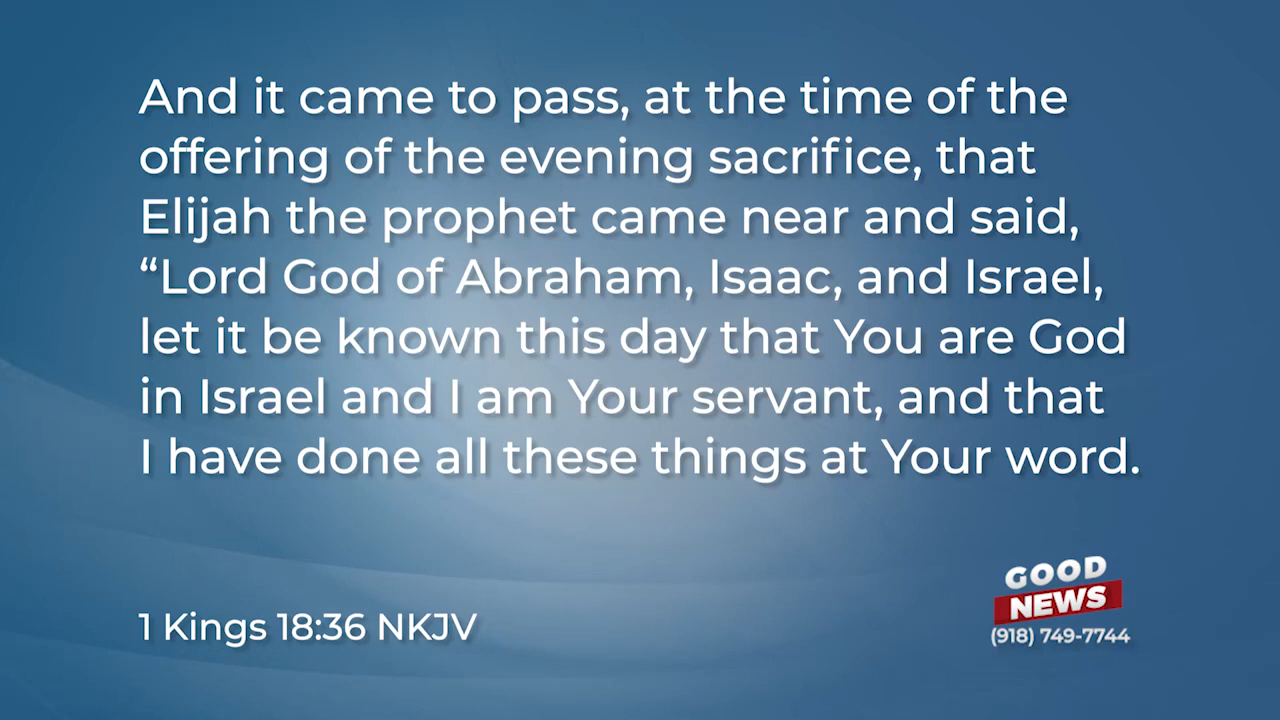 And it came to pass, at the time of the
offering of the evening sacrifice, that
Elijah the prophet came near and said,
“Lord God of Abraham, Isaac, and Israel,
let it be known this day that You are God
in Israel and I am Your servant, and that
I have done all these things at Your word.
1 Kings 18:36 NKJV
GOOD
NEWS
(918) 749-7744